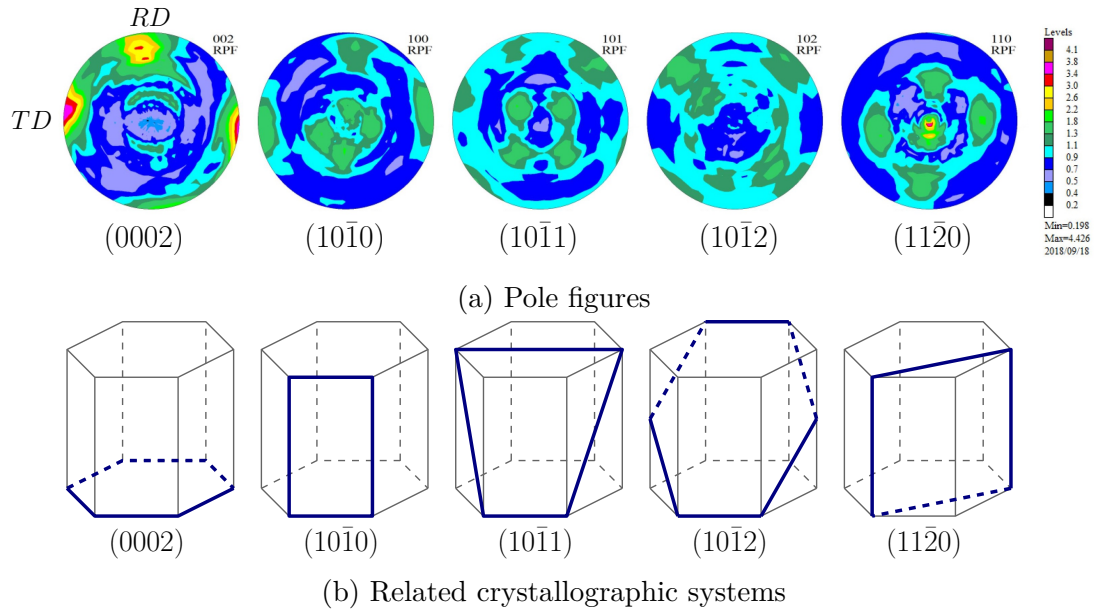 RD
TD
002
RPF
100
RPF
101
RPF
102
RPF
110
RPF
Levels
4.1
3.8
3.4
3.0
2.6
2.2
1.8
1.3
1.1
0.9
0.7
0.5
0.4
0.2
Min=0.198
Max=4.426
2018/09/18
(0002) (101̄0) (101̄1) (101̄2) (112̄0)
(a) Pole figures
(0002) (101̄0) (101̄1) (101̄2) (112̄0)
(b) Related crystallographic systems